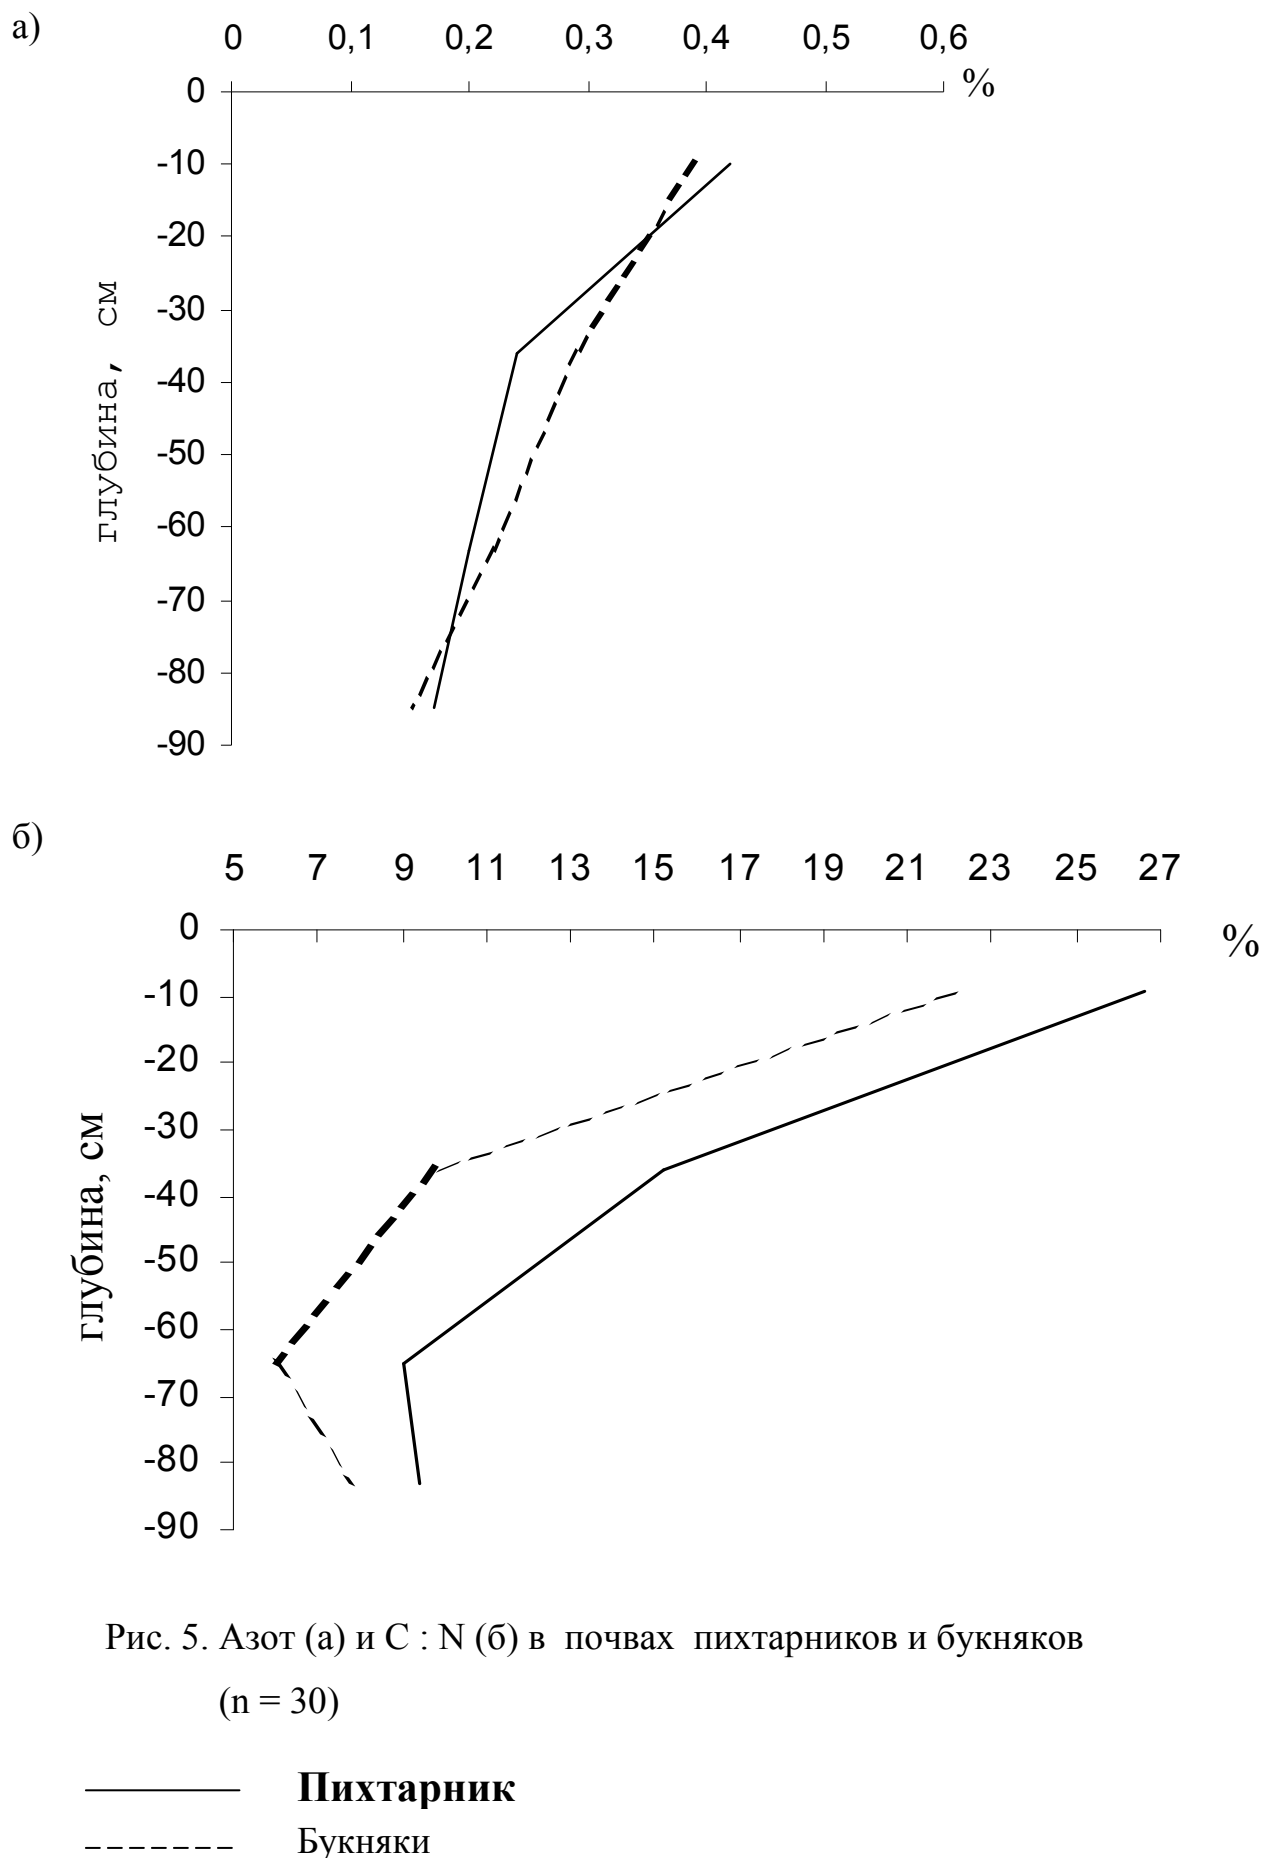 а)
0 0,1 0,2 0,3 0,4 0,5 0,6
%
0
-10
-20
-30
-40
-50
-60
-70
-80
-90
глубина, см
б)
5 7 9 11 13 15 17 19 21 23 25 27
%
0
-10
-20
-30
-40
-50
-60
-70
-80
-90
глубина, см
Рис. 5. Азот (а) и С : N (б) в почвах пихтарников и букняков
(n = 30)
Пихтарник
Букняки